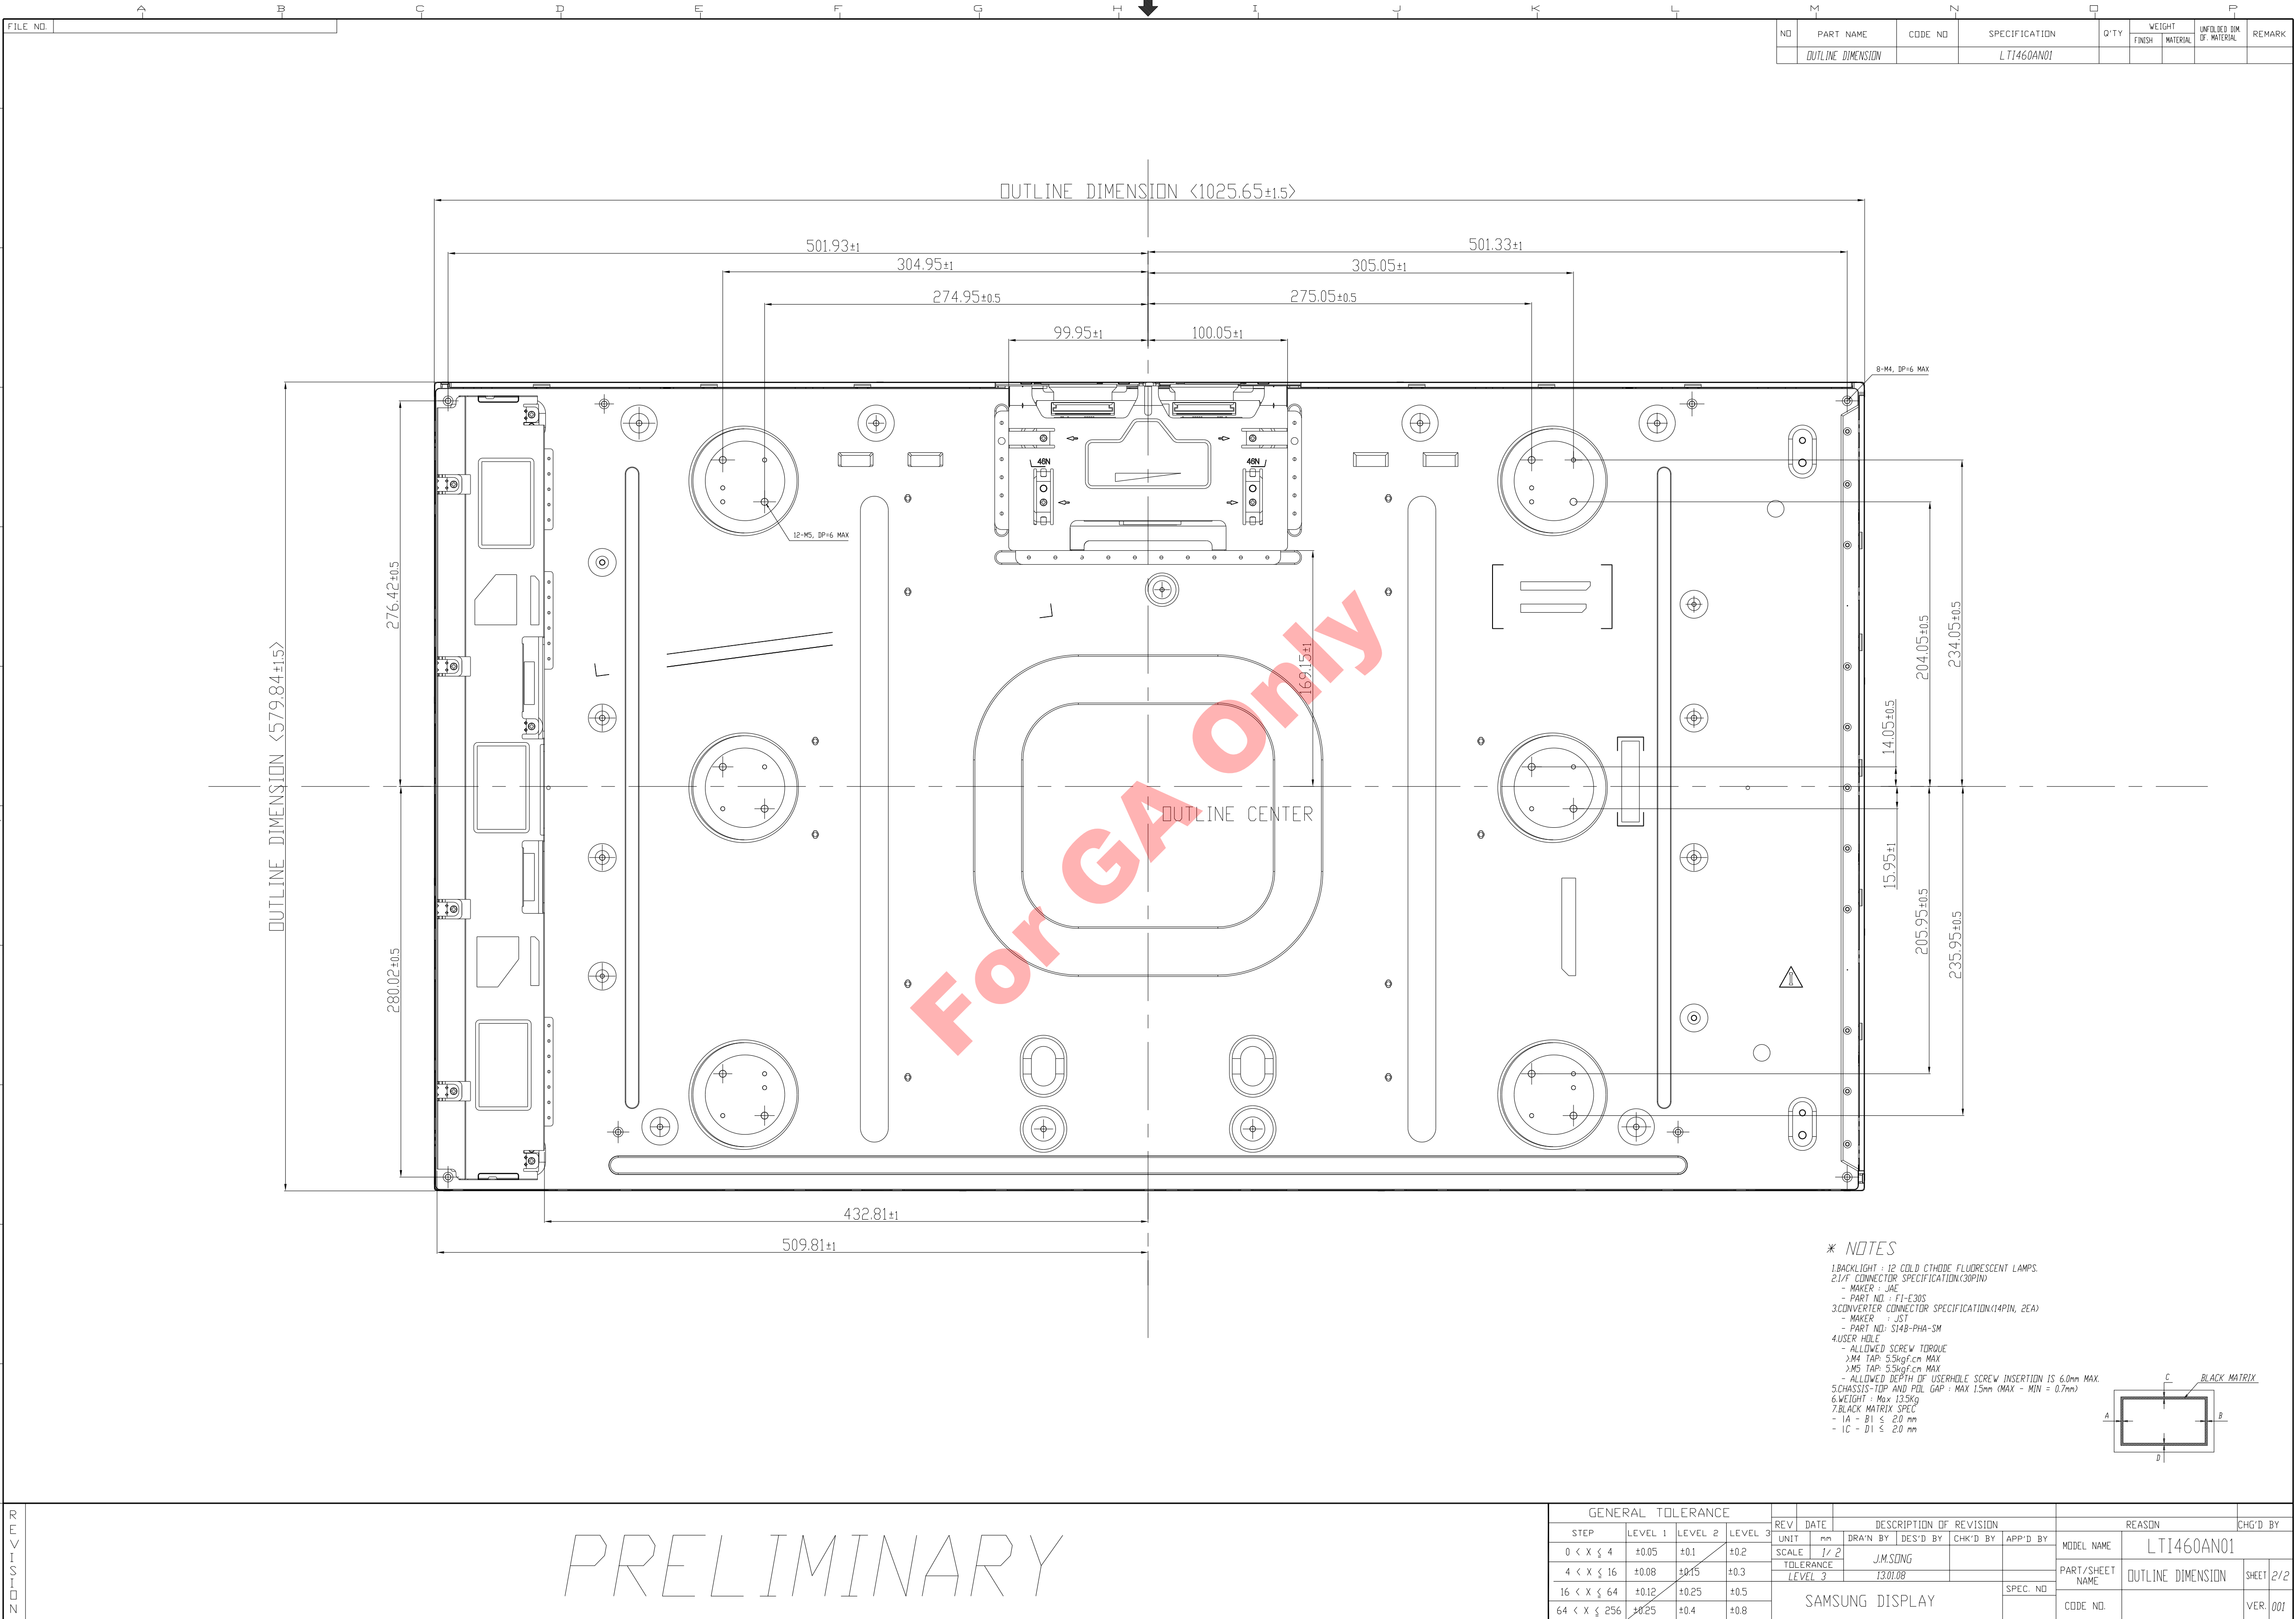 A B C D E F G H I J K L M N O P
FILE NO.
NO PART NAME CODE NO SPECIFICATION Q'TY WEIGHT FINISH MATERIAL UNFOLDED DIM. OF. MATERIAL REMARK
OUTLINE DIMENSION LTI460AN01
OUTLINE DIMENSION <1025.65±1.5>
501.93±1 501.33±1
304.95±1 305.05±1
274.95±0.5 275.05±0.5
99.95±1 100.05±1
8-M4, DP=6 MAX
46N 46N
12-M5, DP=6 MAX
276.42±0.5
OUTLINE DIMENSION <579.84±1.5>
280.02±0.5
169.15±1
204.05±0.5
234.05±0.5
14.05±0.5
15.95±1
205.95±0.5
235.95±0.5
OUTLINE CENTER
For GA Only
432.81±1
509.81±1
* NOTES
1.BACKLIGHT : 12 COLD CTHODE FLUORESCENT LAMPS.
2.I/F CONNECTOR SPECIFICATION.(30PIN)
- MAKER : JAE
- PART NO. : FI-E30S
3.CONVERTER CONNECTOR SPECIFICATION.(14PIN, 2EA)
- MAKER : JST
- PART NO.: S14B-PHA-SM
4.USER HOLE
- ALLOWED SCREW TORQUE
>.M4 TAP: 5.5kgf.cm MAX
>.M5 TAP: 5.5kgf.cm MAX
- ALLOWED DEPTH OF USERHOLE SCREW INSERTION IS 6.0mm MAX.
5.CHASSIS-TOP AND POL GAP : MAX 1.5mm (MAX - MIN = 0.7mm)
6.WEIGHT : Max 13.5Kg
7.BLACK MATRIX SPEC
- |A - B| ≤ 2.0 mm
- |C - D| ≤ 2.0 mm
C BLACK MATRIX
A B
D
REVISION
PRELIMINARY
GENERAL TOLERANCE
STEP LEVEL 1 LEVEL 2 LEVEL 3
0 < X ≤ 4 ±0.05 ±0.1 ±0.2
4 < X ≤ 16 ±0.08 ±0.15 ±0.3
16 < X ≤ 64 ±0.12 ±0.25 ±0.5
64 < X ≤ 256 ±0.25 ±0.4 ±0.8
REV DATE DESCRIPTION OF REVISION REASON CHG'D BY
UNIT mm DRA'N BY DES'D BY CHK'D BY APP'D BY
SCALE 1/ 2 J.M.SONG
TOLERANCE
LEVEL 3 13.01.08
SAMSUNG DISPLAY SPEC. NO
MODEL NAME LTI460AN01
PART/SHEET NAME OUTLINE DIMENSION SHEET 2/2
CODE NO. VER. 001